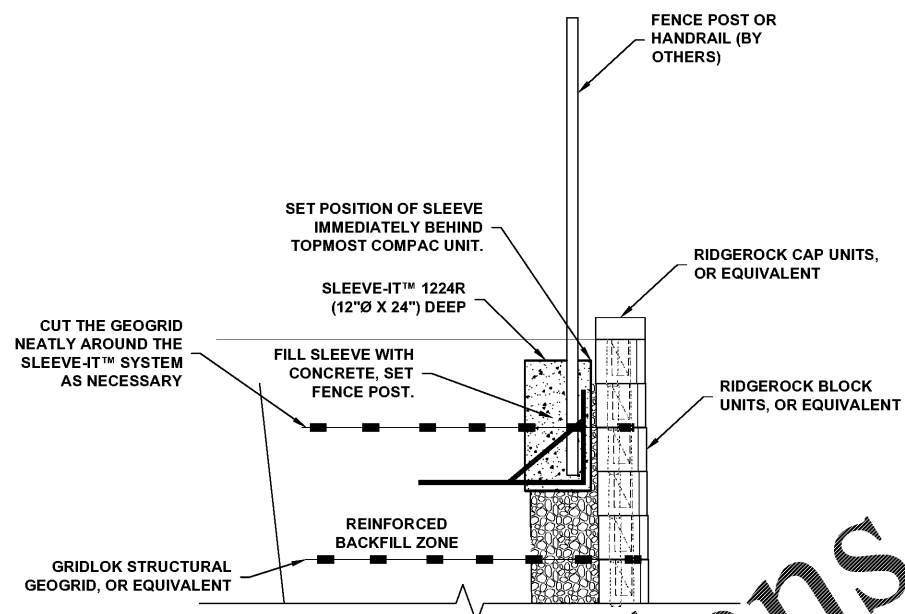 FENCE POST OR
HANDRAIL (BY
OTHERS)
SET POSITION OF SLEEVE
IMMEDIATELY BEHIND
TOPMOST COMPAC UNIT.
RIDGEROCK CAP UNITS,
OR EQUIVALENT
SLEEVE-IT™ 1224R
(12"Ø X 24") DEEP
CUT THE GEOGRID
NEATLY AROUND THE
SLEEVE-IT™ SYSTEM
AS NECESSARY
FILL SLEEVE WITH
CONCRETE, SET
FENCE POST.
RIDGEROCK BLOCK
UNITS, OR EQUIVALENT
REINFORCED
BACKFILL ZONE
GRIDLOK STRUCTURAL
GEOGRID, OR EQUIVALENT
ons